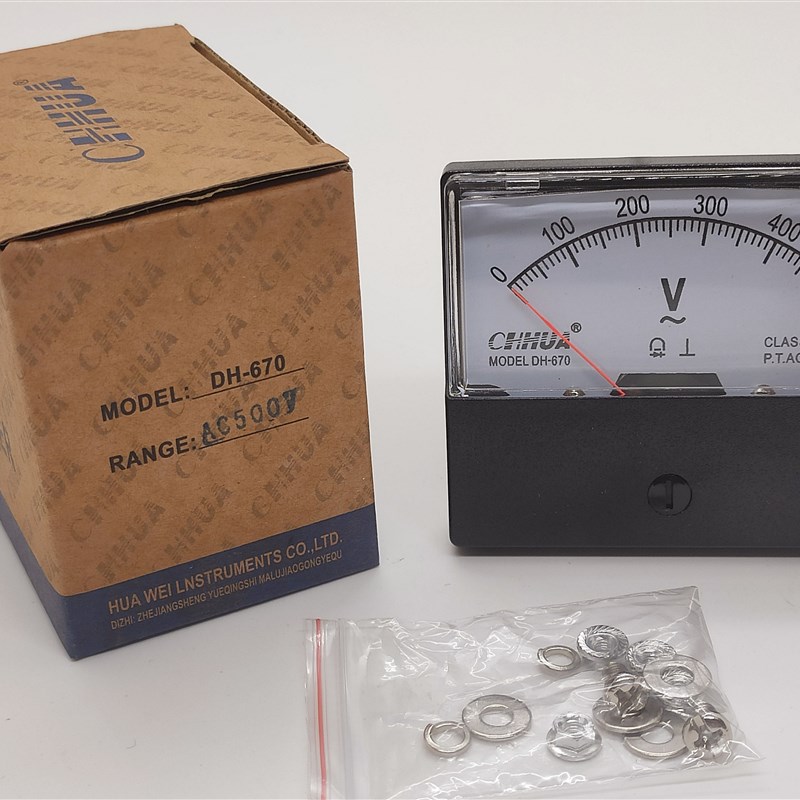 CHHUA®
MODEL: DH-670
RANGE: AC500V
HUA WEI LNSTRUMENTS CO.,LTD.
DIZHI: ZHEJIANGSHENG YUEQINGSHI MALUJIAOGONGYEQU
0 100 200 300 400
V
~
CHHUA®
MODEL DH-670
CLAS
P.T.AC